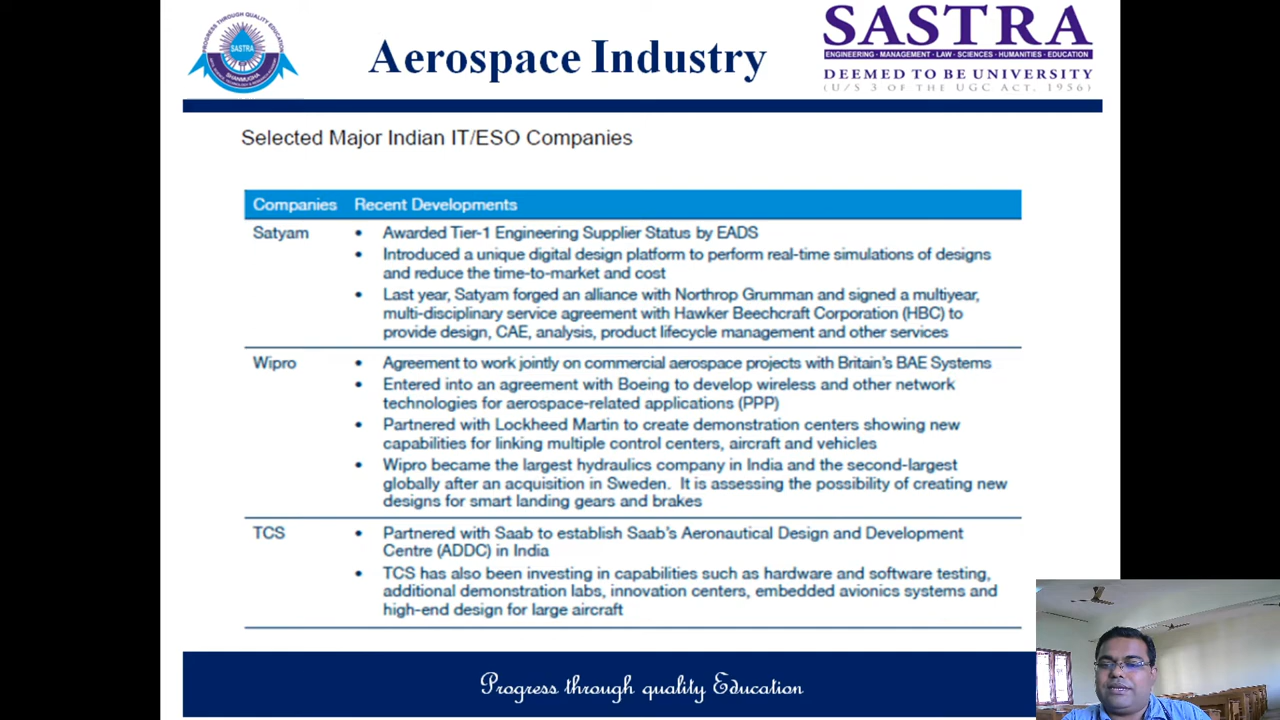 PROGRESS THROUGH QUALITY EDUCATION
SASTRA
SHANMUGHA
Aerospace Industry
SASTRA
ENGINEERING · MANAGEMENT · LAW · SCIENCES · HUMANITIES · EDUCATION
DEEMED TO BE UNIVERSITY
(U/S 3 OF THE UGC ACT, 1956)
Selected Major Indian IT/ESO Companies
Companies Recent Developments
Satyam • Awarded Tier-1 Engineering Supplier Status by EADS
• Introduced a unique digital design platform to perform real-time simulations of designs
and reduce the time-to-market and cost
• Last year, Satyam forged an alliance with Northrop Grumman and signed a multiyear,
multi-disciplinary service agreement with Hawker Beechcraft Corporation (HBC) to
provide design, CAE, analysis, product lifecycle management and other services
Wipro • Agreement to work jointly on commercial aerospace projects with Britain's BAE Systems
• Entered into an agreement with Boeing to develop wireless and other network
technologies for aerospace-related applications (PPP)
• Partnered with Lockheed Martin to create demonstration centers showing new
capabilities for linking multiple control centers, aircraft and vehicles
• Wipro became the largest hydraulics company in India and the second-largest
globally after an acquisition in Sweden. It is assessing the possibility of creating new
designs for smart landing gears and brakes
TCS • Partnered with Saab to establish Saab's Aeronautical Design and Development
Centre (ADDC) in India
• TCS has also been investing in capabilities such as hardware and software testing,
additional demonstration labs, innovation centers, embedded avionics systems and
high-end design for large aircraft
Progress through quality Education